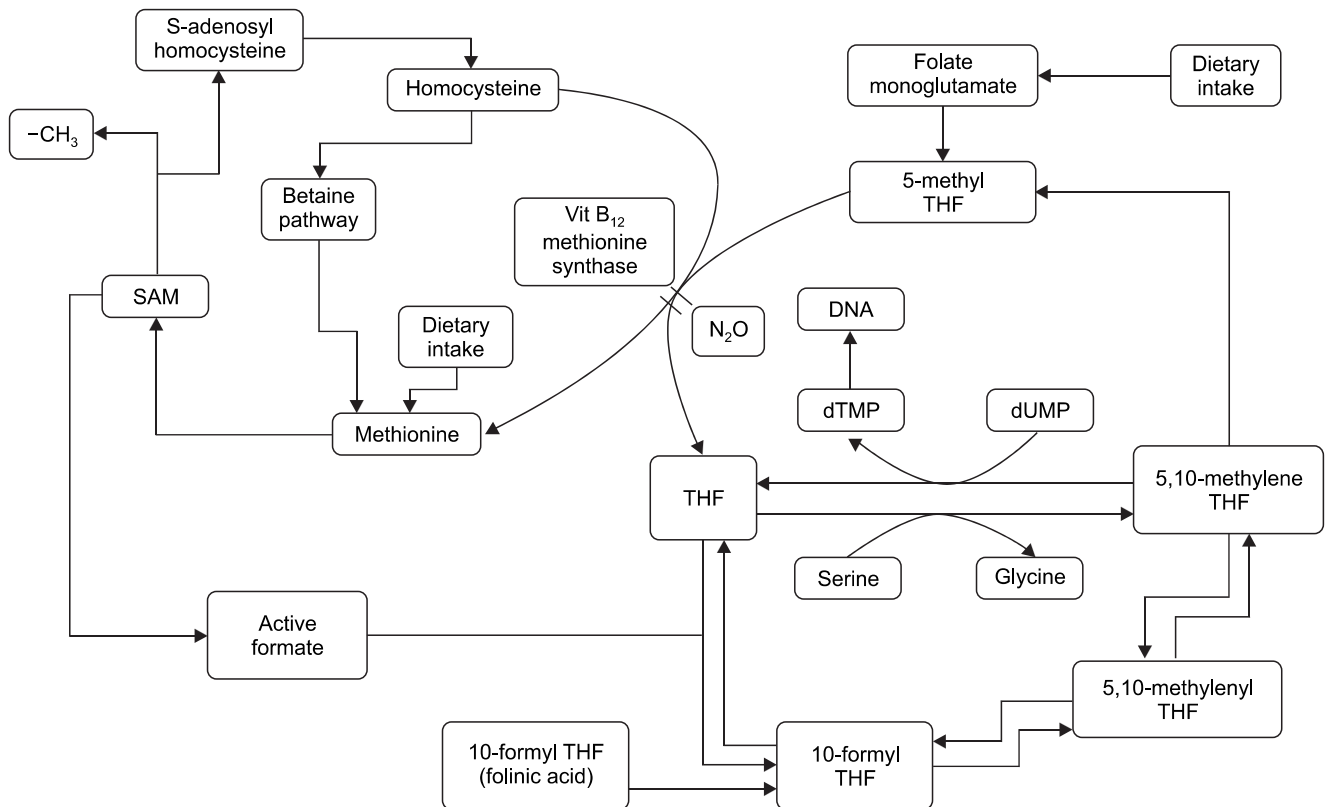 S-adenosyl
homocysteine
Homocysteine
Folate
monoglutamate
Dietary
intake
−CH₃
Betaine
pathway
Vit B₁₂
methionine
synthase
5-methyl
THF
SAM
Dietary
intake
N₂O
DNA
Methionine
dTMP
dUMP
THF
5,10-methylene
THF
Serine
Glycine
Active
formate
5,10-methylenyl
THF
10-formyl THF
(folinic acid)
10-formyl
THF